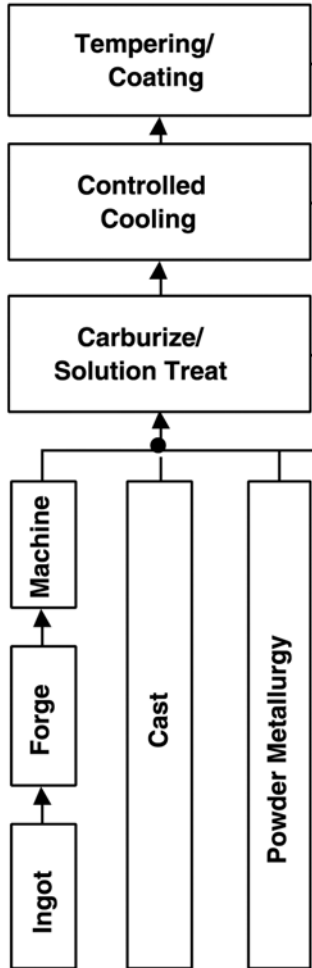 Tempering/
Coating
Controlled
Cooling
Carburize/
Solution Treat
Machine
Forge
Ingot
Cast
Powder Metallurgy